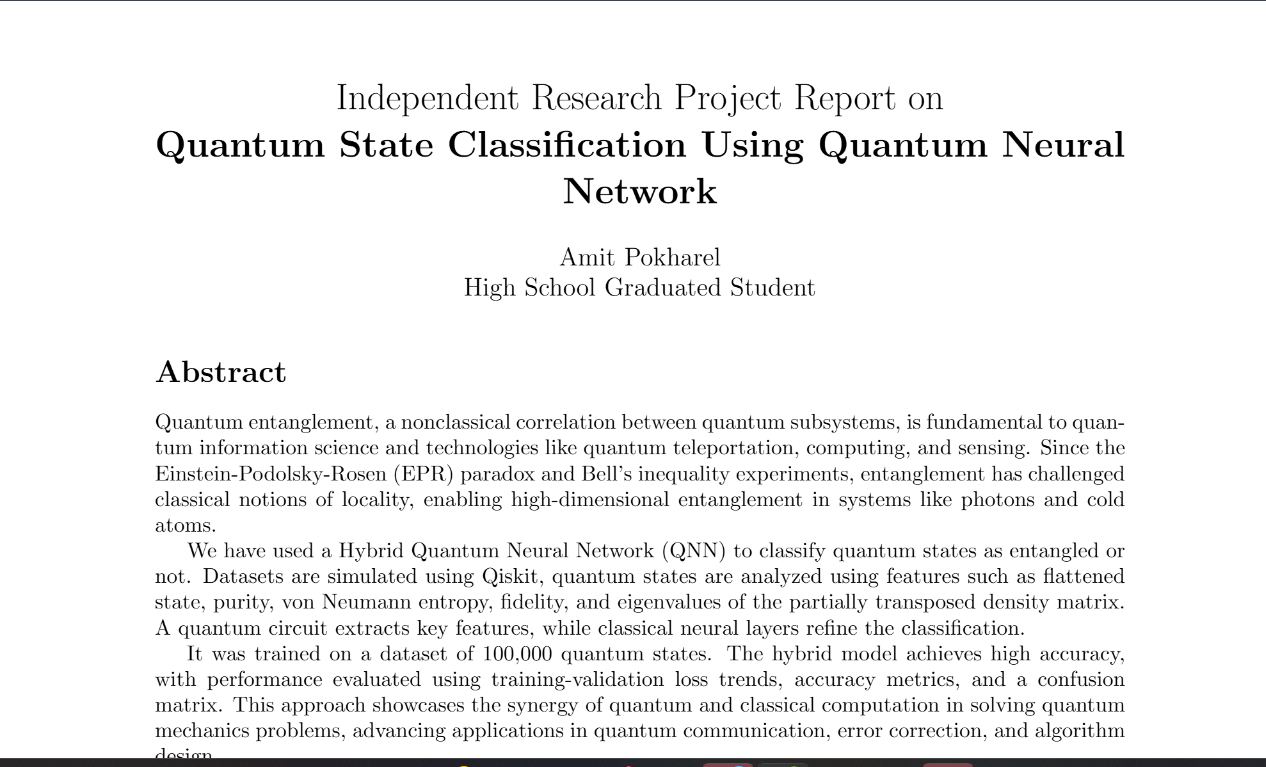 Independent Research Project Report on
Quantum State Classification Using Quantum Neural
Network
Amit Pokharel
High School Graduated Student
Abstract
Quantum entanglement, a nonclassical correlation between quantum subsystems, is fundamental to quan-
tum information science and technologies like quantum teleportation, computing, and sensing. Since the
Einstein-Podolsky-Rosen (EPR) paradox and Bell's inequality experiments, entanglement has challenged
classical notions of locality, enabling high-dimensional entanglement in systems like photons and cold
atoms.
We have used a Hybrid Quantum Neural Network (QNN) to classify quantum states as entangled or
not. Datasets are simulated using Qiskit, quantum states are analyzed using features such as flattened
state, purity, von Neumann entropy, fidelity, and eigenvalues of the partially transposed density matrix.
A quantum circuit extracts key features, while classical neural layers refine the classification.
It was trained on a dataset of 100,000 quantum states. The hybrid model achieves high accuracy,
with performance evaluated using training-validation loss trends, accuracy metrics, and a confusion
matrix. This approach showcases the synergy of quantum and classical computation in solving quantum
mechanics problems, advancing applications in quantum communication, error correction, and algorithm
design.